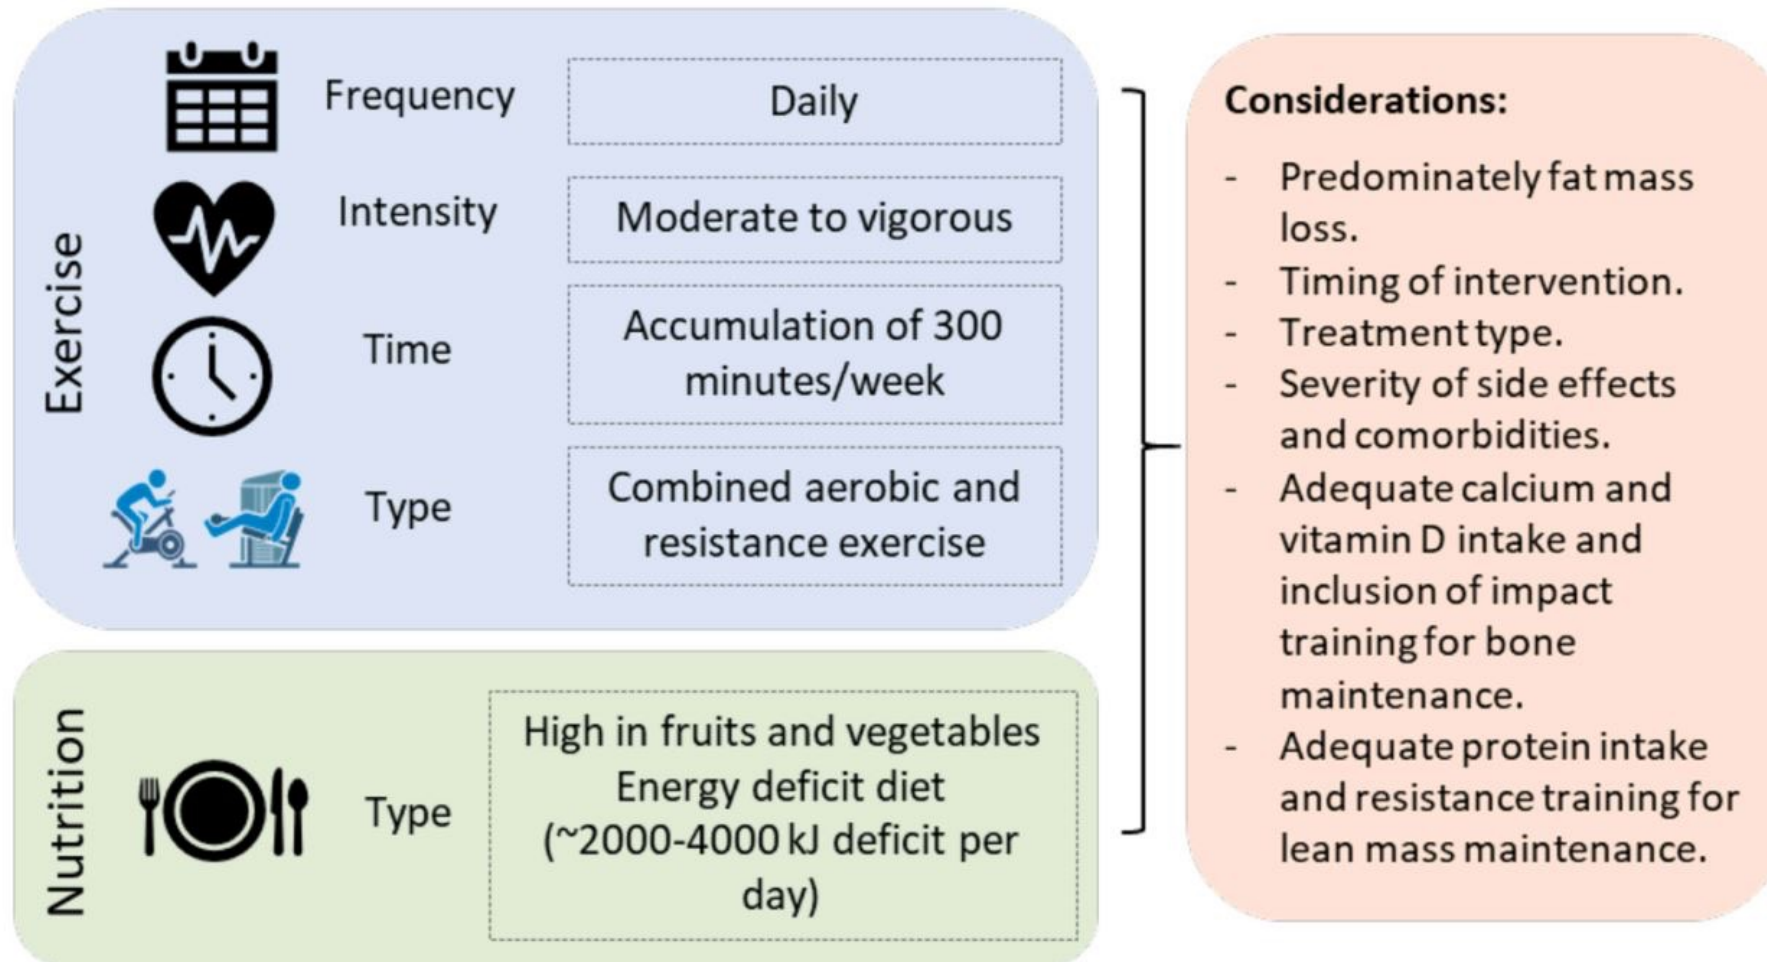 Exercise
Frequency
Daily
Intensity
Moderate to vigorous
Time
Accumulation of 300
minutes/week
Type
Combined aerobic and
resistance exercise
Nutrition
Type
High in fruits and vegetables
Energy deficit diet
(~2000-4000 kJ deficit per
day)
Considerations:
- Predominately fat mass
loss.
- Timing of intervention.
- Treatment type.
- Severity of side effects
and comorbidities.
- Adequate calcium and
vitamin D intake and
inclusion of impact
training for bone
maintenance.
- Adequate protein intake
and resistance training for
lean mass maintenance.